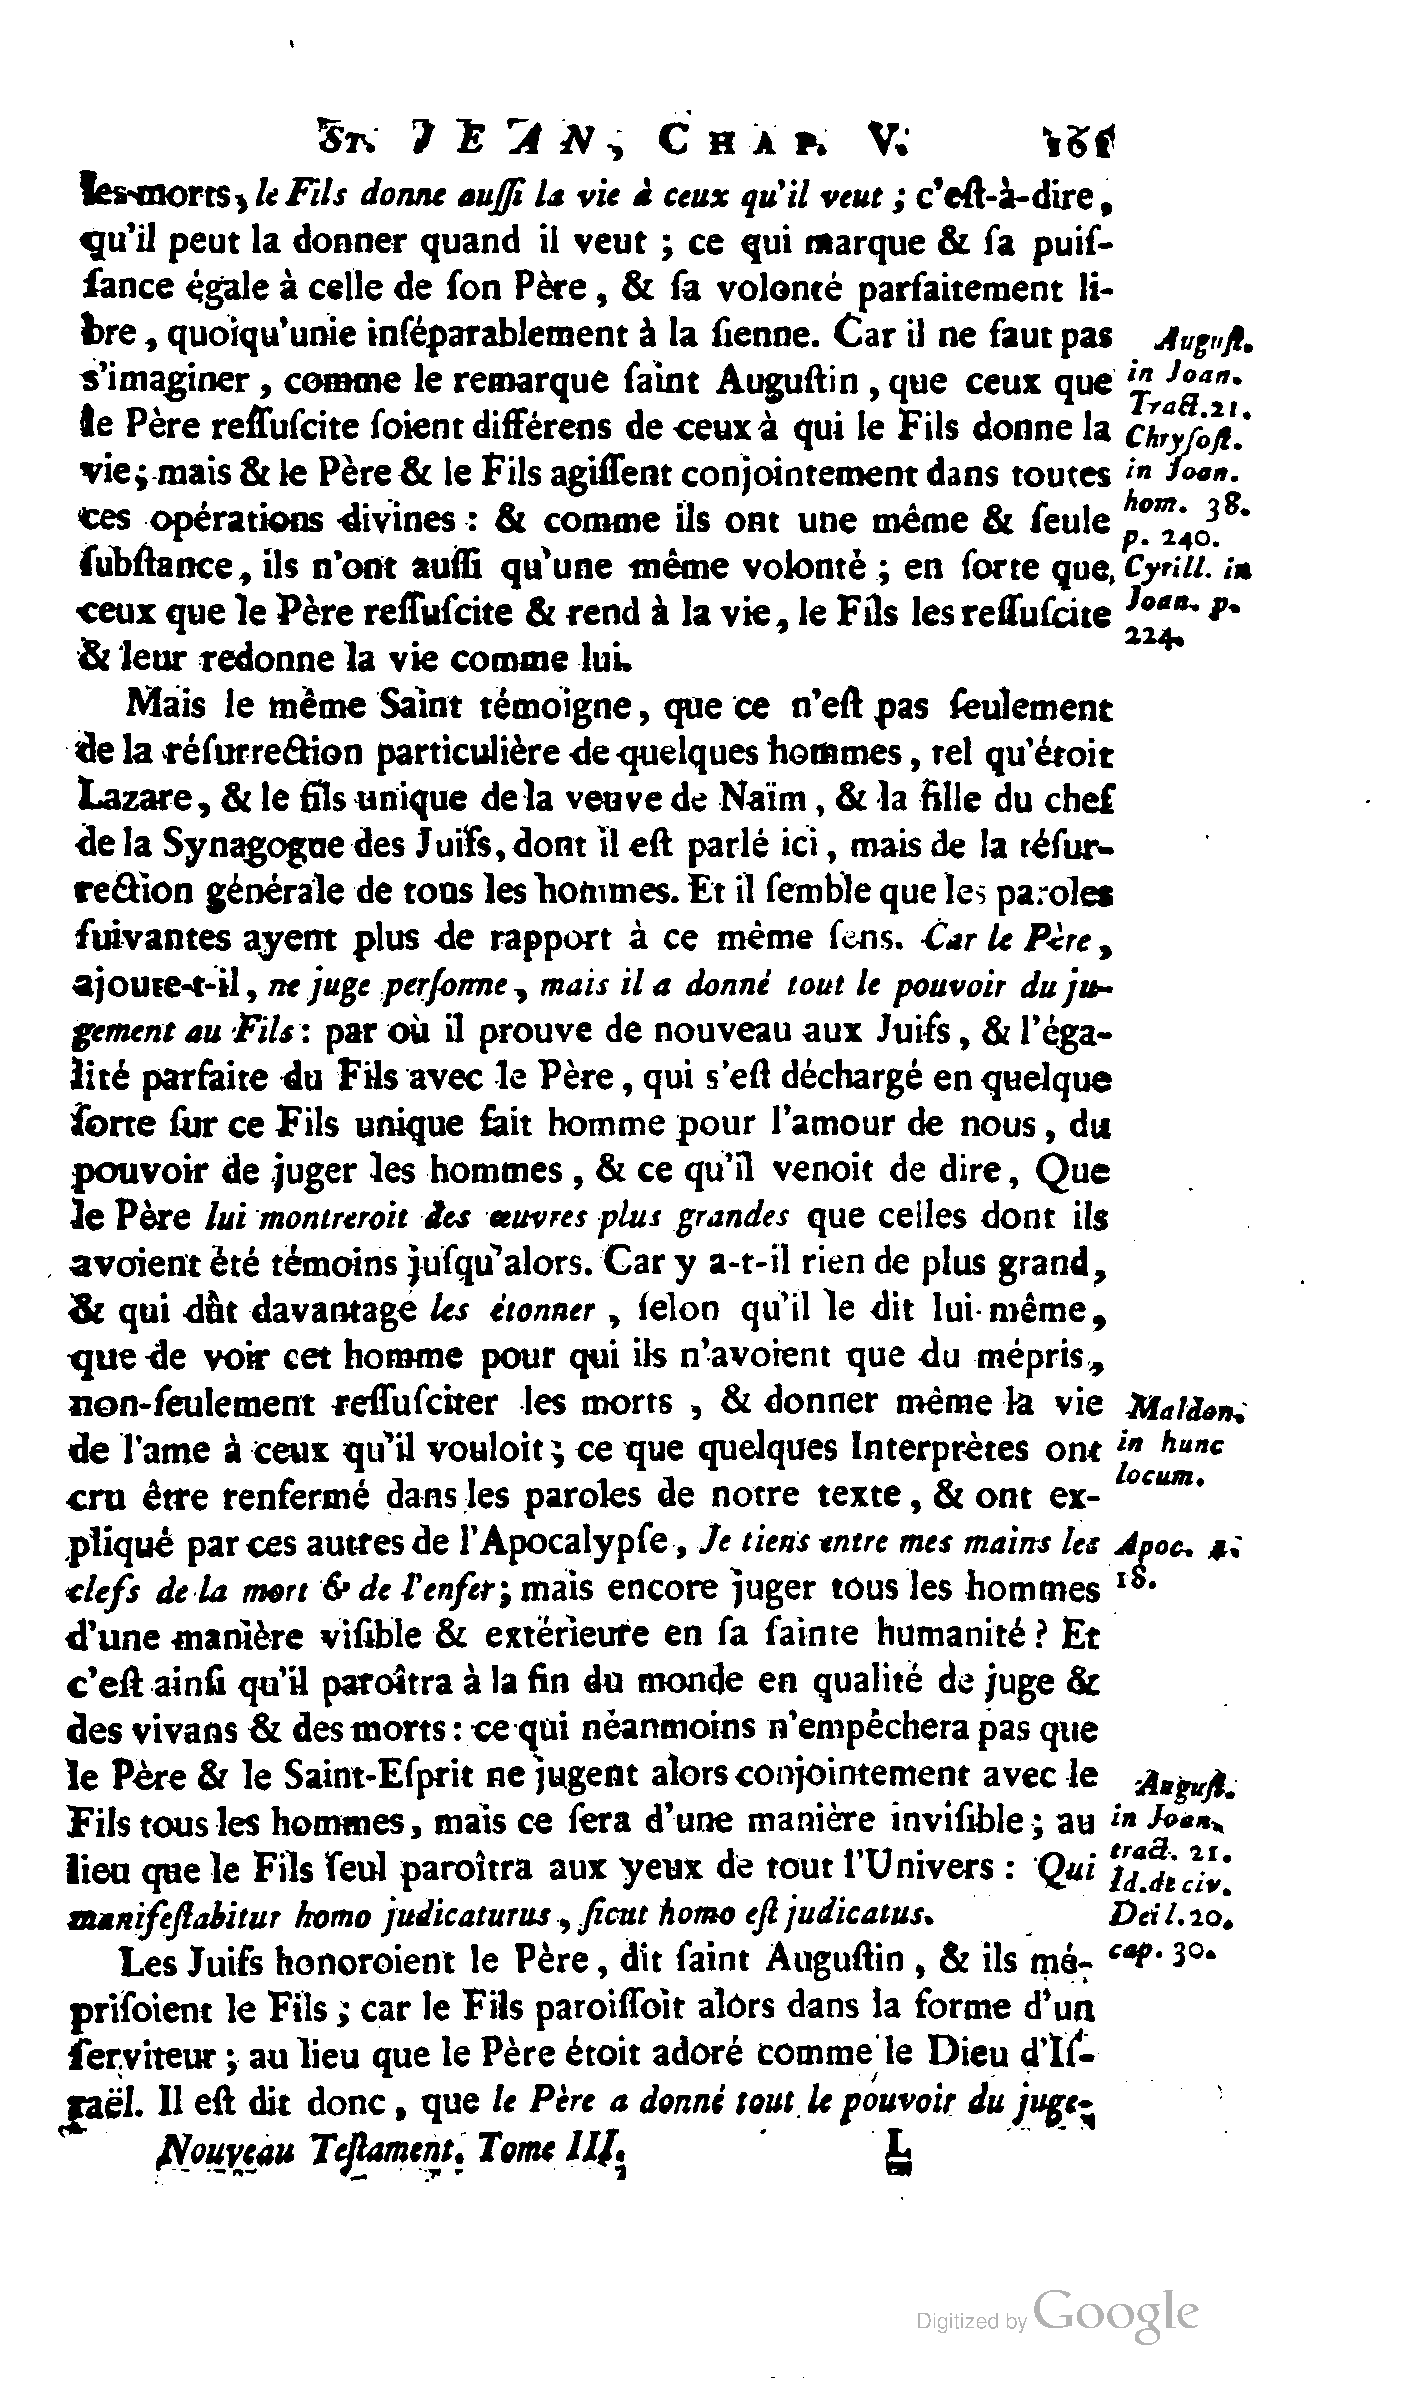 St. JEAN, CHAP. V. 161
les morts, le Fils donne auſſi la vie à ceux qu'il veut ; c'eſt-à-dire,
qu'il peut la donner quand il veut ; ce qui marque & ſa puiſ-
ſance égale à celle de ſon Père, & ſa volonté parfaitement li-
bre, quoiqu'unie inſéparablement à la ſienne. Car il ne faut pas
s'imaginer, comme le remarque ſaint Auguſtin, que ceux que
le Père reſſuſcite ſoient différens de ceux à qui le Fils donne la
vie ; mais & le Père & le Fils agiſſent conjointement dans toutes
ces opérations divines : & comme ils ont une même & ſeule
ſubſtance, ils n'ont auſſi qu'une même volonté ; en ſorte que,
ceux que le Père reſſuſcite & rend à la vie, le Fils les reſſuſcite
& leur redonne la vie comme lui.
Auguſt.
in Joan.
Tract. 21.
Chryſoſt.
in Joan.
hom. 38.
p. 240.
Cyrill. in
Joan. p.
224.
Mais le même Saint témoigne, que ce n'eſt pas ſeulement
de la réſurrection particulière de quelques hommes, tel qu'étoit
Lazare, & le fils unique de la veuve de Naïm, & la fille du chef
de la Synagogue des Juifs, dont il eſt parlé ici, mais de la réſur-
rection générale de tous les hommes. Et il ſemble que les paroles
ſuivantes ayent plus de rapport à ce même ſens. Car le Père,
ajoute-t-il, ne juge perſonne, mais il a donné tout le pouvoir du ju-
gement au Fils : par où il prouve de nouveau aux Juifs, & l'éga-
lité parfaite du Fils avec le Père, qui s'eſt déchargé en quelque
ſorte ſur ce Fils unique fait homme pour l'amour de nous, du
pouvoir de juger les hommes, & ce qu'il venoit de dire, Que
le Père lui montreroit des œuvres plus grandes que celles dont ils
avoient été témoins juſqu'alors. Car y a-t-il rien de plus grand,
& qui dût davantage les étonner, ſelon qu'il le dit lui-même,
que de voir cet homme pour qui ils n'avoient que du mépris,
non-ſeulement reſſuſciter les morts, & donner même la vie
de l'ame à ceux qu'il vouloit ; ce que quelques Interprètes ont
cru être renfermé dans les paroles de notre texte, & ont ex-
pliqué par ces autres de l'Apocalypſe, Je tiens entre mes mains les
clefs de la mort & de l'enfer ; mais encore juger tous les hommes
d'une manière viſible & extérieure en ſa ſainte humanité ? Et
c'eſt ainſi qu'il paroîtra à la fin du monde en qualité de juge &
des vivans & des morts : ce qui néanmoins n'empêchera pas que
le Père & le Saint-Eſprit ne jugent alors conjointement avec le
Fils tous les hommes, mais ce ſera d'une manière inviſible ; au
lieu que le Fils ſeul paroîtra aux yeux de tout l'Univers : Qui
manifeſtabitur homo judicaturus, ſicut homo eſt judicatus.
Maldon.
in hunc
locum.
Apoc. 1.
18.
Auguſt.
in Joan.
tract. 21.
Id. de civ.
Dei l. 20.
cap. 30.
Les Juifs honoroient le Père, dit ſaint Auguſtin, & ils mé-
priſoient le Fils ; car le Fils paroiſſoit alors dans la forme d'un
ſerviteur ; au lieu que le Père étoit adoré comme le Dieu d'Iſ-
raël. Il eſt dit donc, que le Père a donné tout le pouvoir du juge-
Nouveau Teſtament. Tome III. L
Digitized by Google